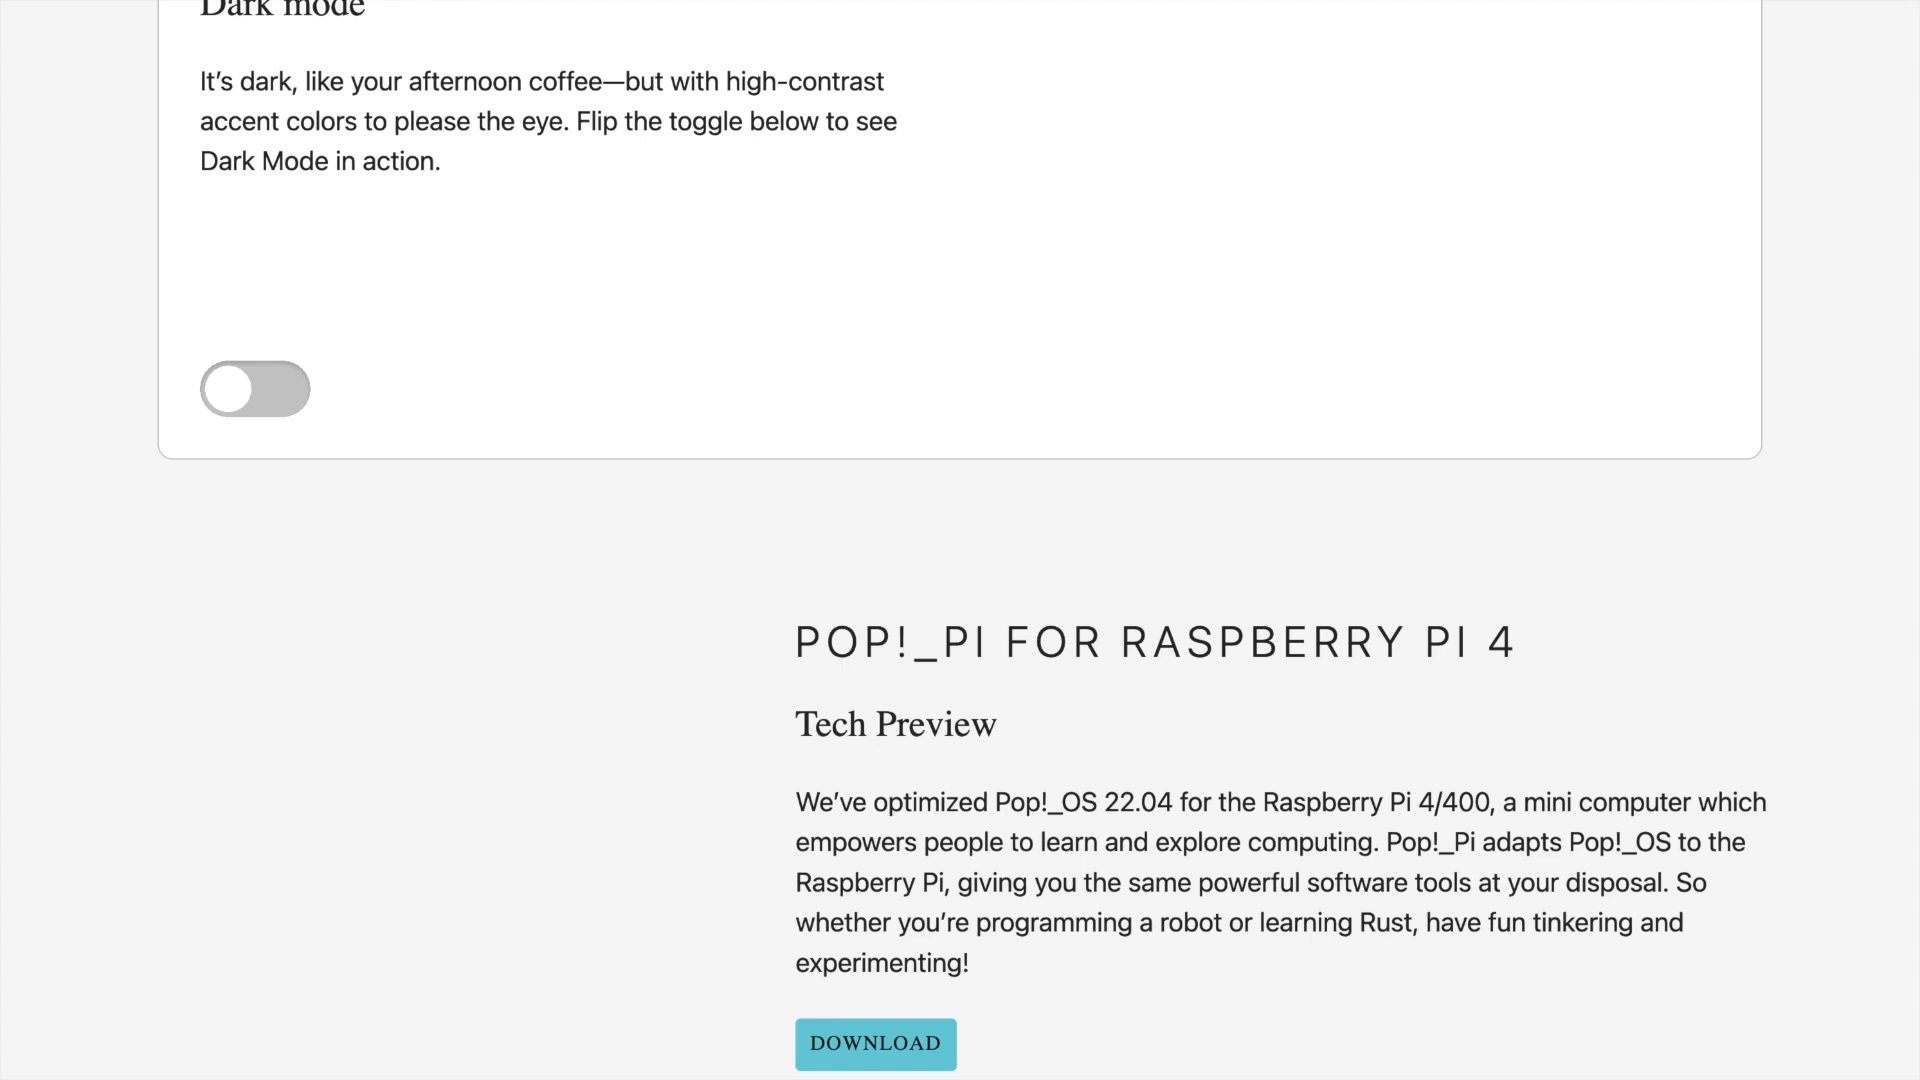 Dark mode
It’s dark, like your afternoon coffee—but with high-contrast
accent colors to please the eye. Flip the toggle below to see
Dark Mode in action.
POP!_PI FOR RASPBERRY PI 4
Tech Preview
We’ve optimized Pop!_OS 22.04 for the Raspberry Pi 4/400, a mini computer which
empowers people to learn and explore computing. Pop!_Pi adapts Pop!_OS to the
Raspberry Pi, giving you the same powerful software tools at your disposal. So
whether you’re programming a robot or learning Rust, have fun tinkering and
experimenting!
DOWNLOAD